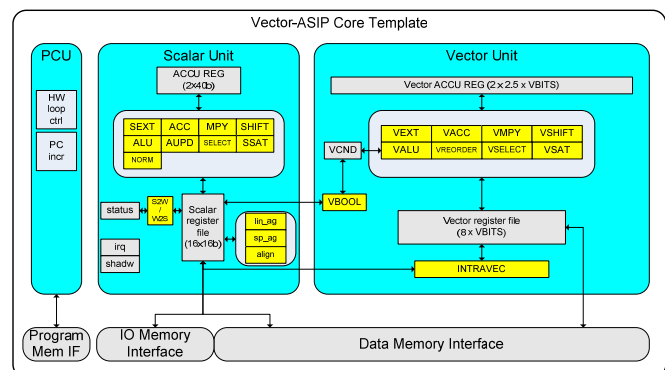 Vector-ASIP Core Template
PCU
HW
loop
ctrl
PC
incr
Scalar Unit
ACCU REG
(2x40b)
SEXT ACC MPY SHIFT
ALU AUPD SELECT SSAT
NORM
status
S2W
/
W2S
Scalar
register
file
(16x16b)
lin_ag
sp_ag
align
irq
shadw
Vector Unit
Vector ACCU REG (2 x 2.5 x VBITS)
VEXT VACC VMPY VSHIFT
VALU VREORDER VSELECT VSAT
VCND
VBOOL
Vector register file
(8 x VBITS)
INTRAVEC
Program
Mem IF
IO Memory
Interface
Data Memory Interface